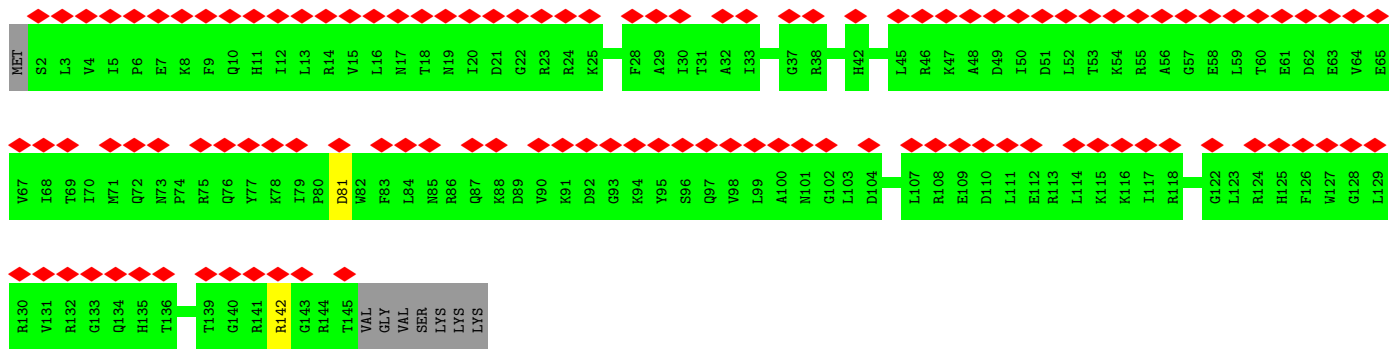 MET S2 L3 V4 I5 P6 E7 K8 F9 Q10 H11 I12 L13 R14 V15 L16 N17 T18 N19 I20 D21 G22 R23 R24 K25 F28 A29 I30 T31 A32 I33 G37 R38 H42 L45 R46 K47 A48 D49 I50 D51 L52 T53 K54 R55 A56 G57 E58 L59 T60 E61 D62 E63 V64 E65
V67 I68 T69 I70 M71 Q72 N73 P74 R75 Q76 Y77 K78 I79 P80 D81 W82 F83 L84 N85 R86 Q87 K88 D89 V90 K91 D92 G93 K94 Y95 S96 Q97 V98 L99 A100 N101 G102 L103 D104 L107 R108 E109 D110 L111 E112 R113 L114 K115 K116 I117 R118 G122 L123 R124 H125 F126 W127 G128 L129
R130 V131 R132 G133 Q134 H135 T136 T139 G140 R141 R142 G143 R144 T145 VAL GLY VAL SER LYS LYS LYS